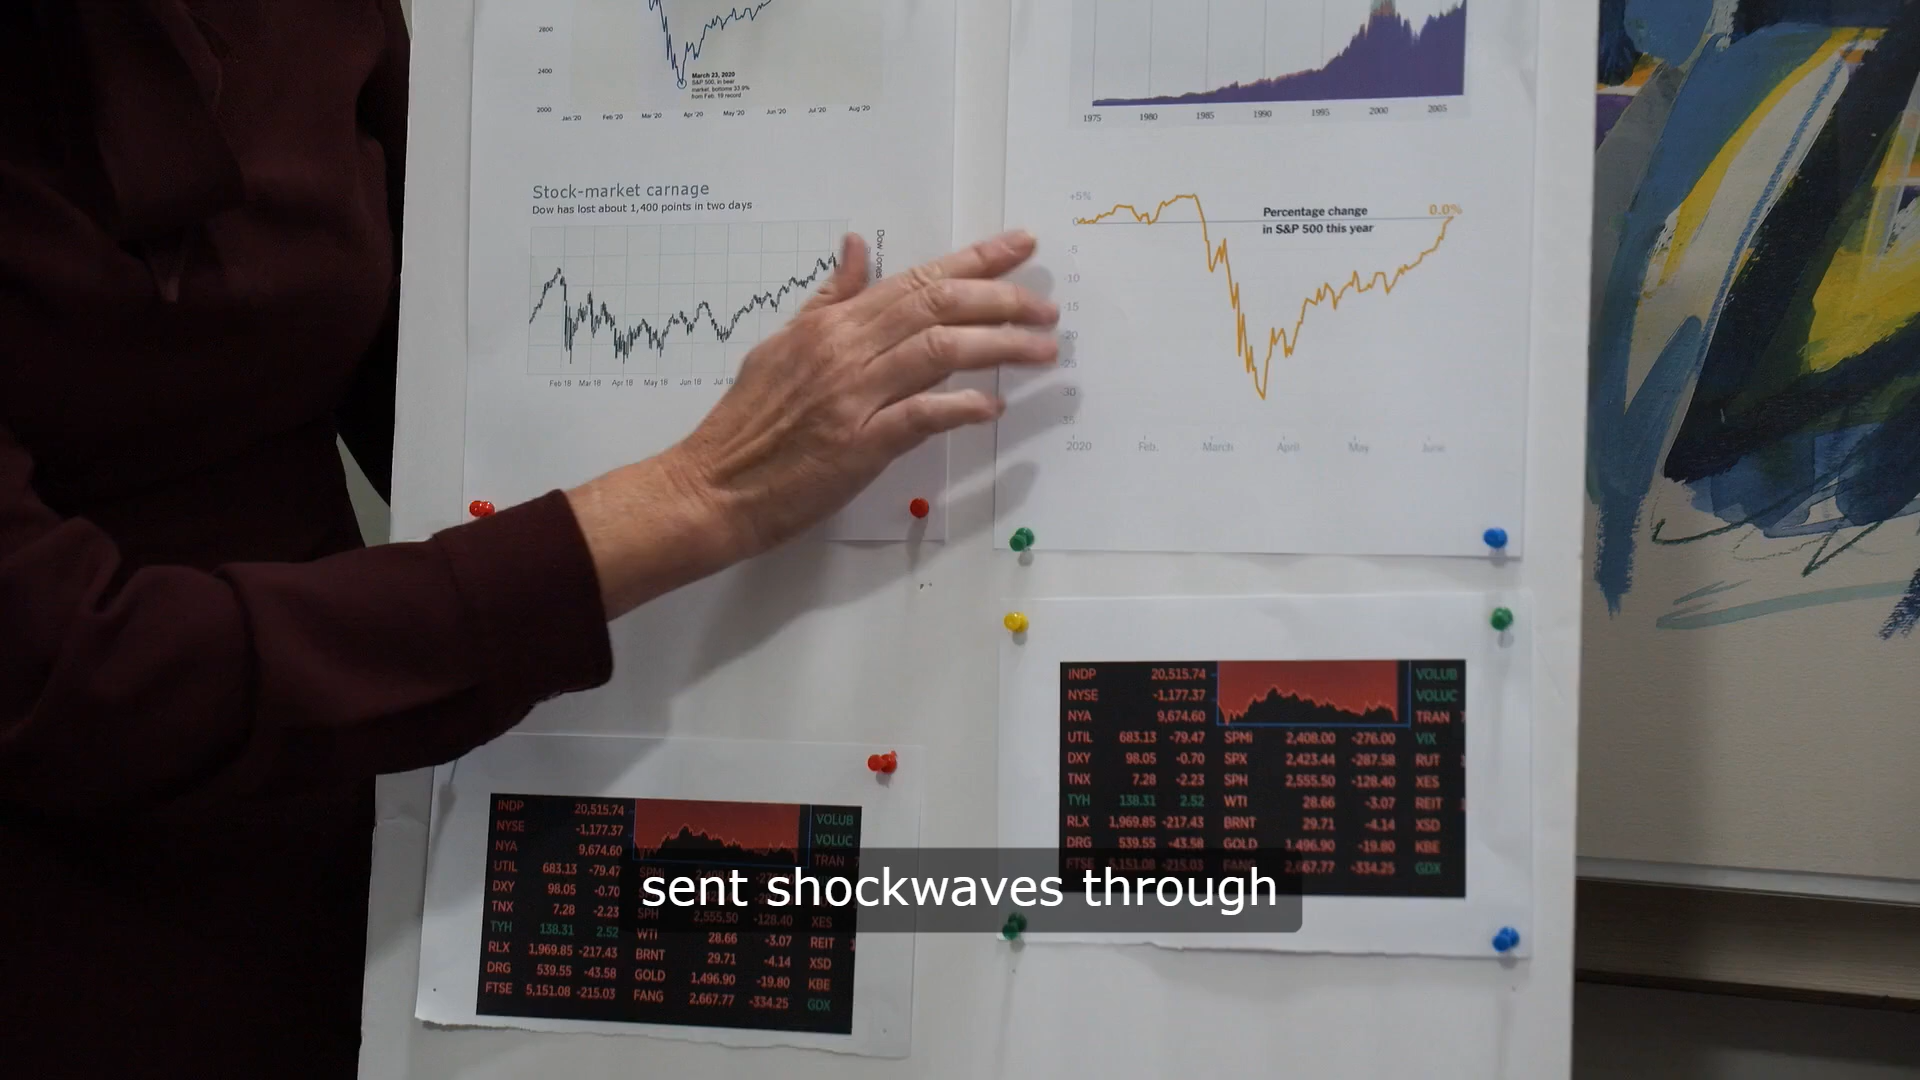 2800
2400
2000
March 23, 2020
S&P 500, in bear
market, bottoms 33.9%
from Feb. 19 record
Jan '20 Feb '20 Mar '20 Apr '20 May '20 Jun '20 Jul '20 Aug '20
1975 1980 1985 1990 1995 2000 2005
Stock-market carnage
Dow has lost about 1,400 points in two days
Dow Jones
Feb 18 Mar 18 Apr 18 May 18 Jun 18 Jul 18
+5%
0
-5
-10
-15
-20
-25
-30
-35
Percentage change
in S&P 500 this year
0.0%
2020 Feb. March April May June
INDP 20,515.74 VOLUB
NYSE -1,177.37 VOLUC
NYA 9,674.60 TRAN
UTIL 683.13 -79.47 SPMi 2,408.00 -276.00 VIX
DXY 98.05 -0.70 SPX 2,423.44 -287.58 RUT
TNX 7.28 -2.23 SPH 2,555.50 -128.40 XES
TYH 138.31 2.52 WTI 28.66 -3.07 REIT
RLX 1,969.85 -217.43 BRNT 29.71 -4.14 XSD
DRG 539.55 -43.58 GOLD 1,496.90 -19.80 KBE
FTSE 5,151.08 -215.03 FANG 2,667.77 -334.25 GDX
INDP 20,515.74 VOLUB
NYSE -1,177.37 VOLUC
NYA 9,674.60 TRAN
UTIL 683.13 -79.47
DXY 98.05 -0.70
TNX 7.28 -2.23 SPH 2,555.50 -128.40 XES
TYH 138.31 2.52 WTI 28.66 -3.07 REIT
RLX 1,969.85 -217.43 BRNT 29.71 -4.14 XSD
DRG 539.55 -43.58 GOLD 1,496.90 -19.80 KBE
FTSE 5,151.08 -215.03 FANG 2,667.77 -334.25 GDX
sent shockwaves through